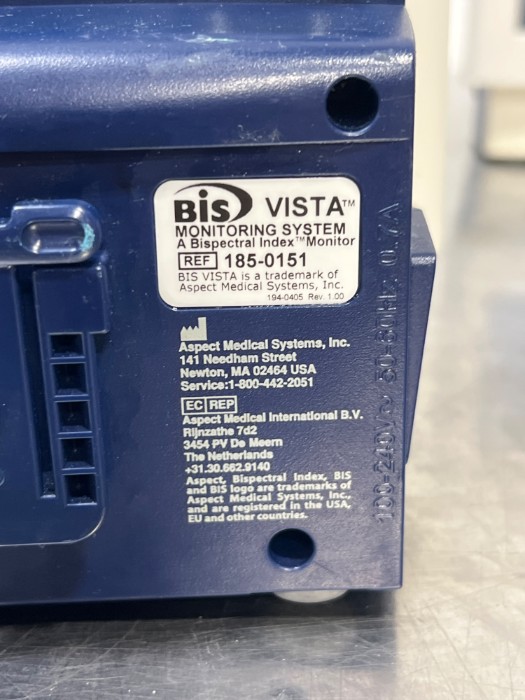 BIS VISTA™
MONITORING SYSTEM
A Bispectral Index™ Monitor
REF 185-0151
BIS VISTA is a trademark of
Aspect Medical Systems, Inc.
194-0405 Rev. 1.00
Aspect Medical Systems, Inc.
141 Needham Street
Newton, MA 02464 USA
Service:1-800-442-2051
EC REP
Aspect Medical International B.V.
Rijnzathe 7d2
3454 PV De Meern
The Netherlands
+31.30.662.9140
Aspect, Bispectral Index, BIS
and BIS logo are trademarks of
Aspect Medical Systems, Inc.,
and are registered in the USA,
EU and other countries.
100-240V~ 50-60Hz 0.7A